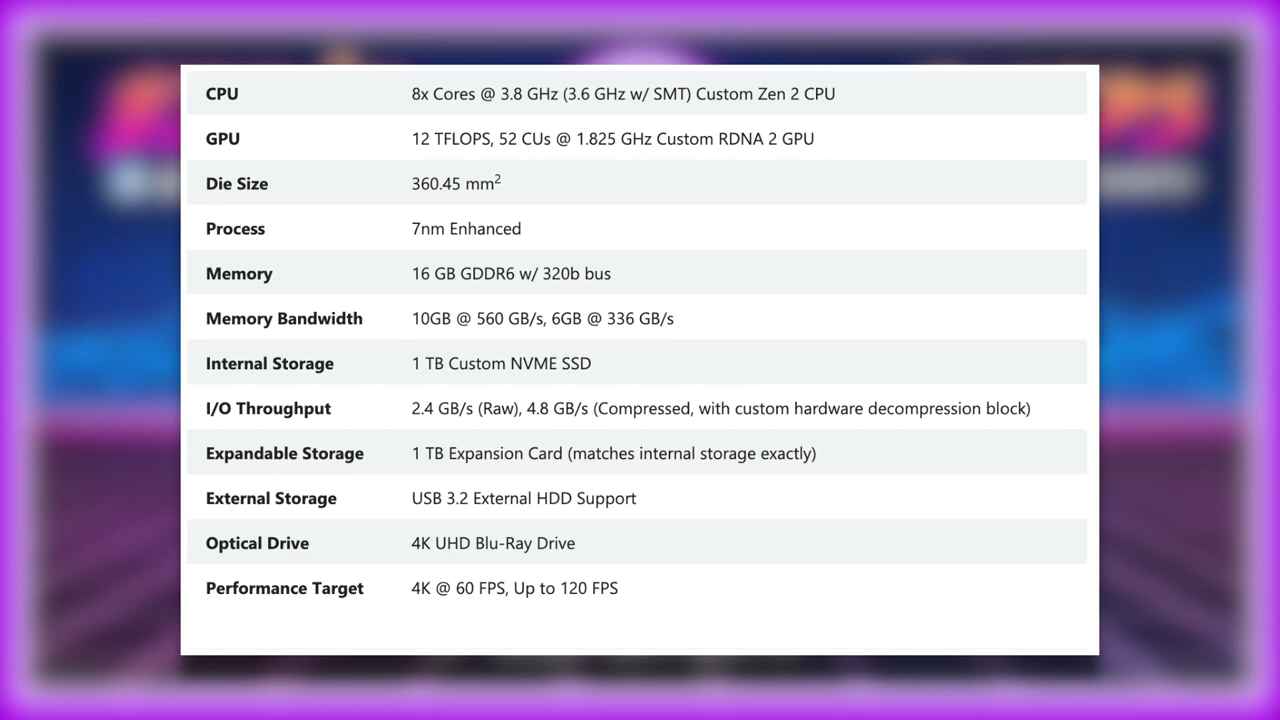 CPU 8x Cores @ 3.8 GHz (3.6 GHz w/ SMT) Custom Zen 2 CPU
GPU 12 TFLOPS, 52 CUs @ 1.825 GHz Custom RDNA 2 GPU
Die Size 360.45 mm²
Process 7nm Enhanced
Memory 16 GB GDDR6 w/ 320b bus
Memory Bandwidth 10GB @ 560 GB/s, 6GB @ 336 GB/s
Internal Storage 1 TB Custom NVME SSD
I/O Throughput 2.4 GB/s (Raw), 4.8 GB/s (Compressed, with custom hardware decompression block)
Expandable Storage 1 TB Expansion Card (matches internal storage exactly)
External Storage USB 3.2 External HDD Support
Optical Drive 4K UHD Blu-Ray Drive
Performance Target 4K @ 60 FPS, Up to 120 FPS